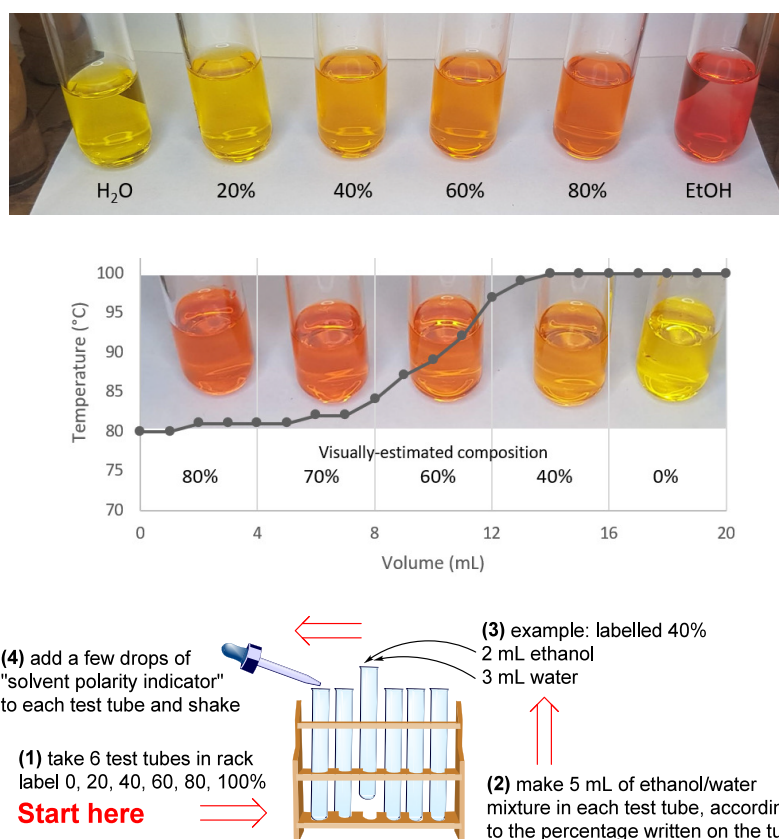 H₂O 20% 40% 60% 80% EtOH
100
95
90
85
80
75
70
Temperature (°C)
Visually-estimated composition
80% 70% 60% 40% 0%
0 4 8 12 16 20
Volume (mL)
(3) example: labelled 40%
2 mL ethanol
3 mL water
(4) add a few drops of
"solvent polarity indicator"
to each test tube and shake
(1) take 6 test tubes in rack
label 0, 20, 40, 60, 80, 100%
Start here
(2) make 5 mL of ethanol/water
mixture in each test tube,
to the percentage written on the